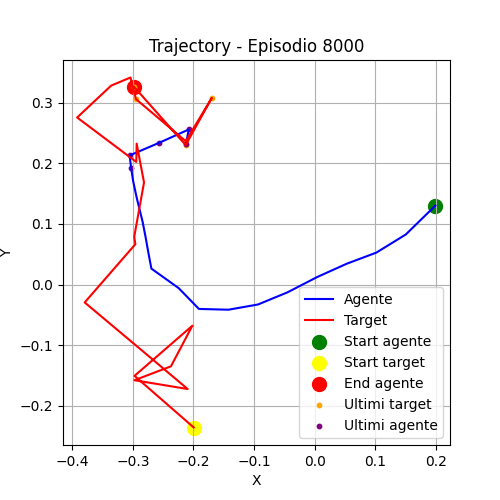 Trajectory - Episodio 8000
Y
0.3
0.2
0.1
0.0
−0.1
−0.2
Agente
Target
Start agente
Start target
End agente
Ultimi target
Ultimi agente
−0.4
−0.3
−0.2
−0.1
0.0
0.1
0.2
X